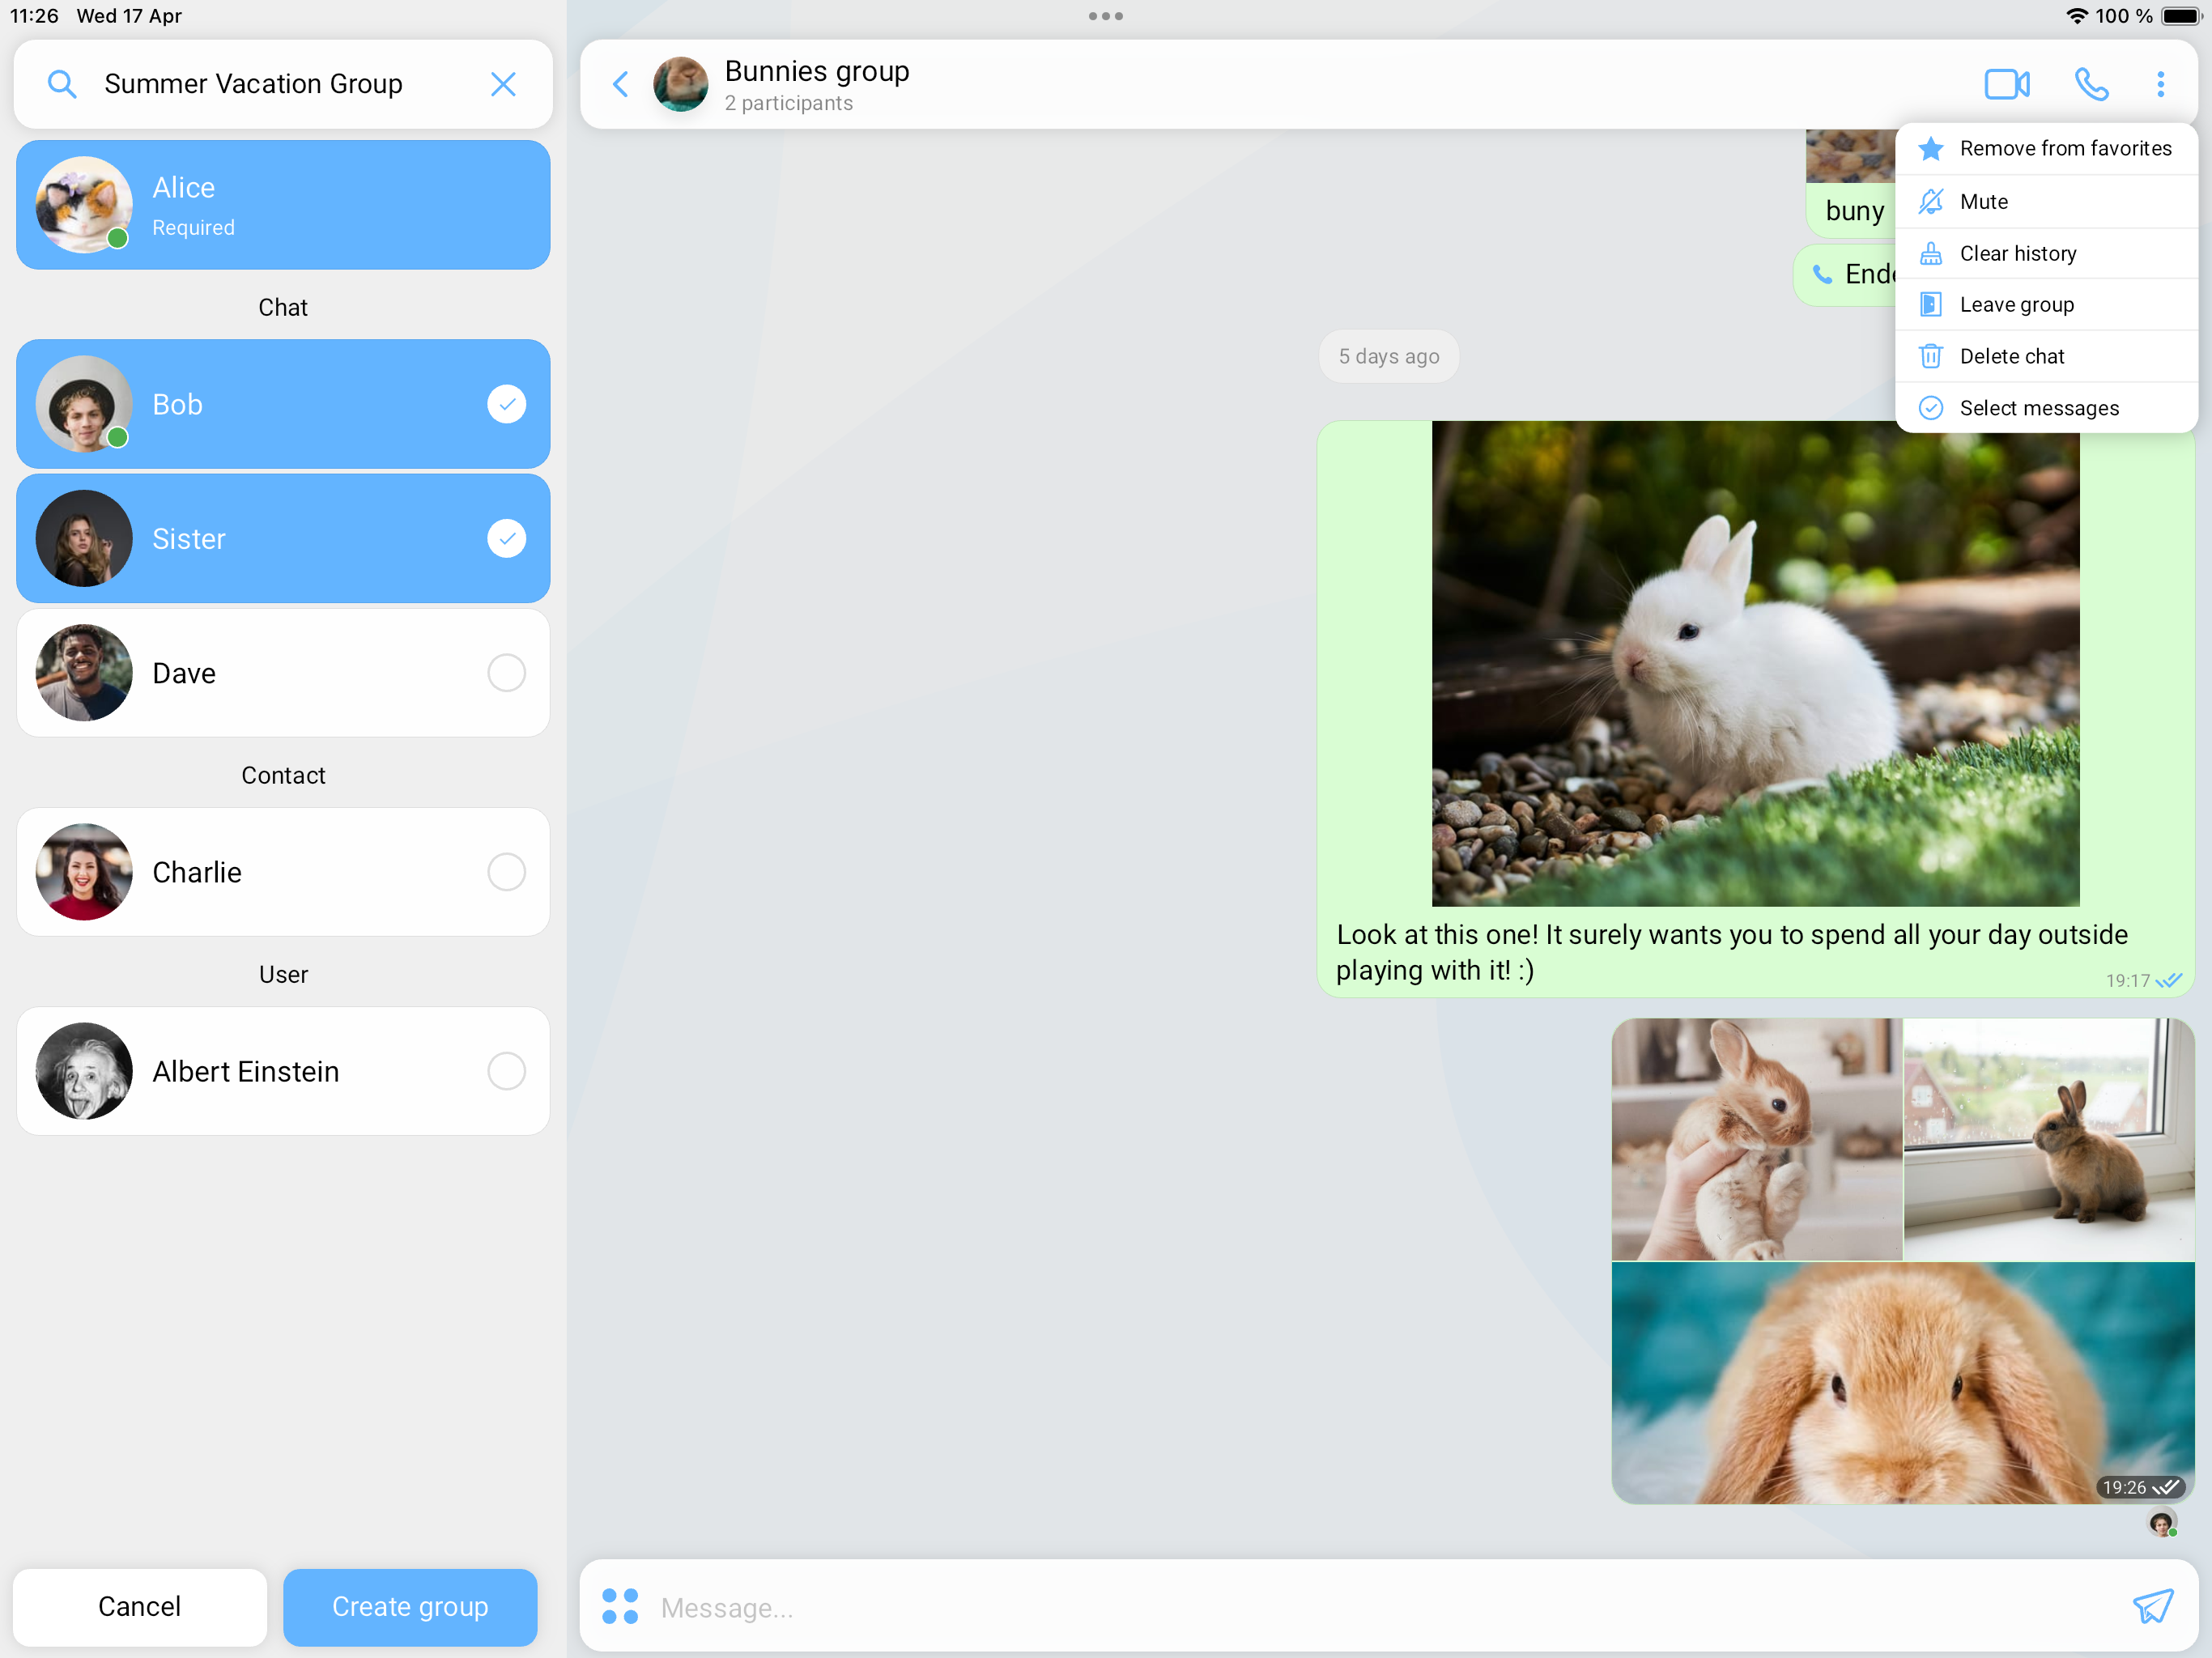 11:26 Wed 17 Apr
100 %
Summer Vacation Group
Alice
Required
Chat
Bob
Sister
Dave
Contact
Charlie
User
Albert Einstein
Cancel
Create group
Bunnies group
2 participants
Remove from favorites
Mute
Clear history
Leave group
Delete chat
Select messages
buny
5 days ago
Look at this one! It surely wants you to spend all your day outside
playing with it! :)
19:17
19:26
Message...